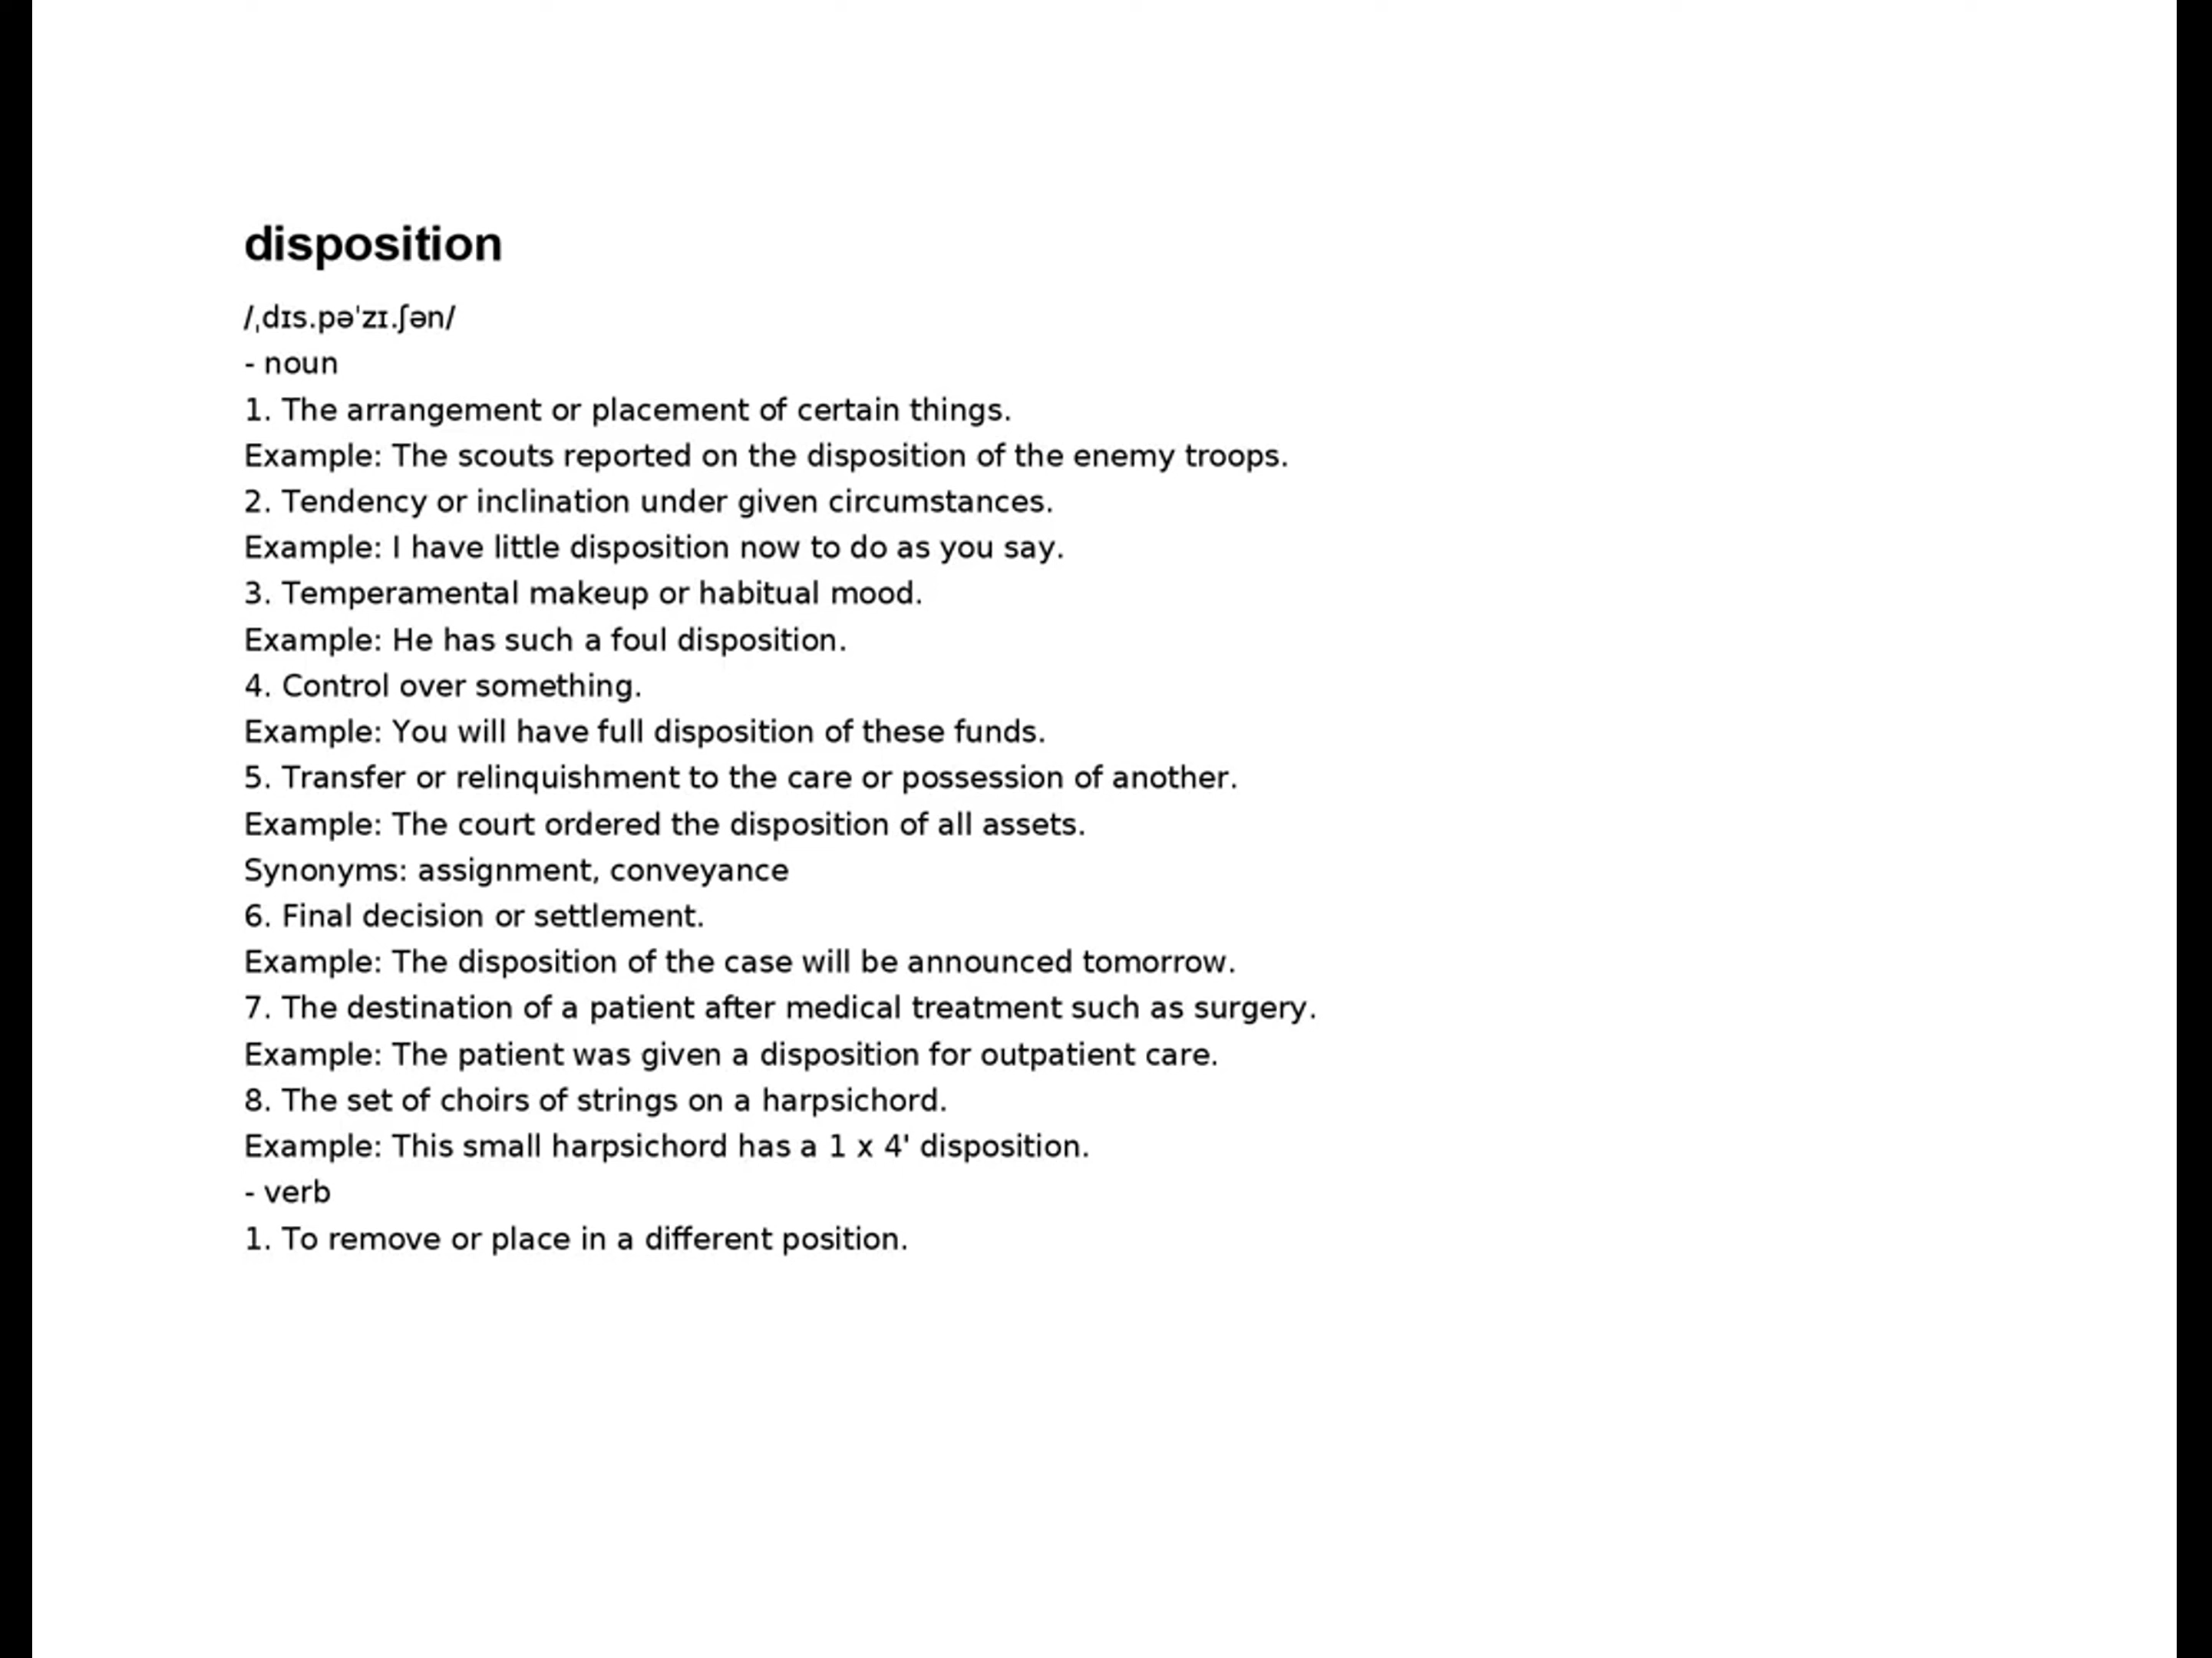 disposition
/ˌdɪs.pəˈzɪ.ʃən/
- noun
1. The arrangement or placement of certain things.
Example: The scouts reported on the disposition of the enemy troops.
2. Tendency or inclination under given circumstances.
Example: I have little disposition now to do as you say.
3. Temperamental makeup or habitual mood.
Example: He has such a foul disposition.
4. Control over something.
Example: You will have full disposition of these funds.
5. Transfer or relinquishment to the care or possession of another.
Example: The court ordered the disposition of all assets.
Synonyms: assignment, conveyance
6. Final decision or settlement.
Example: The disposition of the case will be announced tomorrow.
7. The destination of a patient after medical treatment such as surgery.
Example: The patient was given a disposition for outpatient care.
8. The set of choirs of strings on a harpsichord.
Example: This small harpsichord has a 1 x 4' disposition.
- verb
1. To remove or place in a different position.